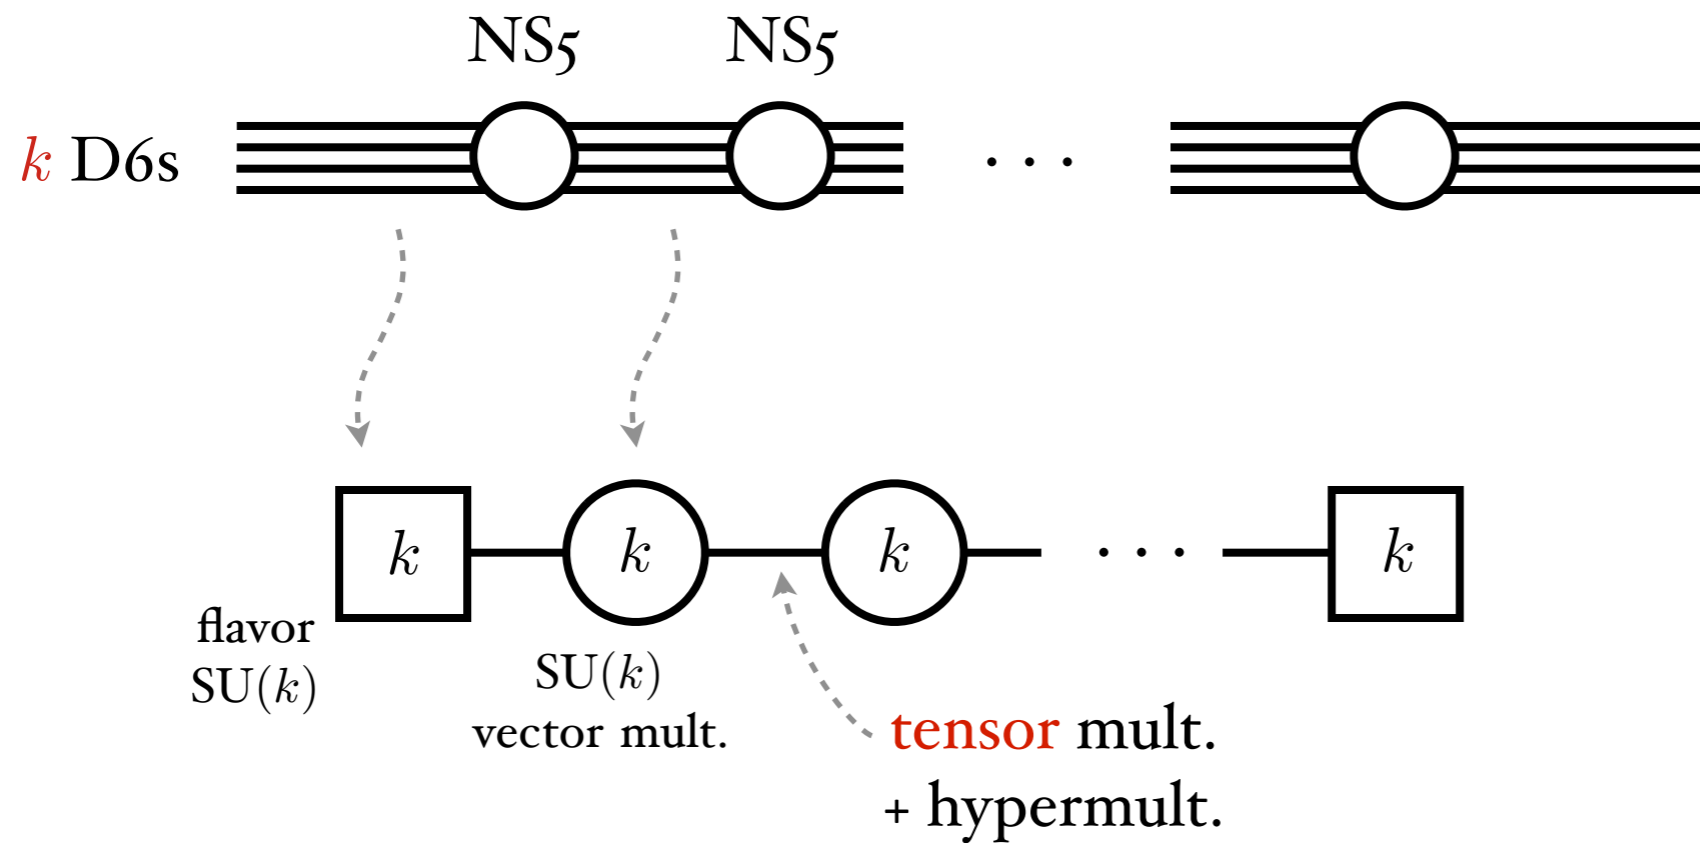 NS5 NS5
k D6s
. . .
k k k . . . k
flavor
SU(k)
SU(k)
vector mult.
tensor mult.
+ hypermult.